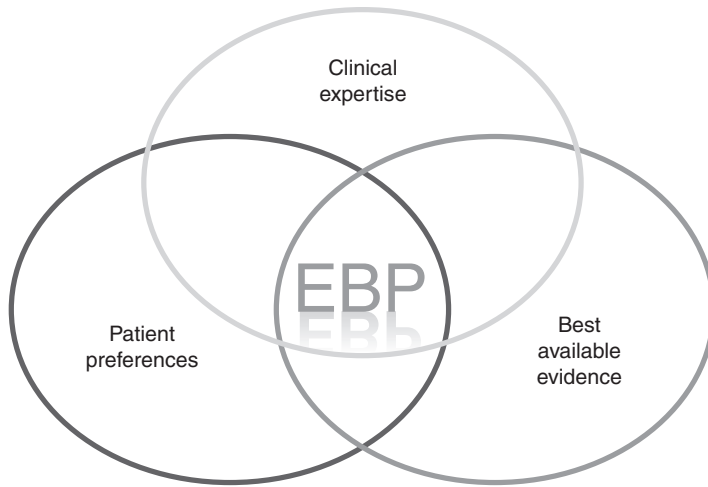 Clinical
expertise
EBP
Patient
preferences
Best
available
evidence